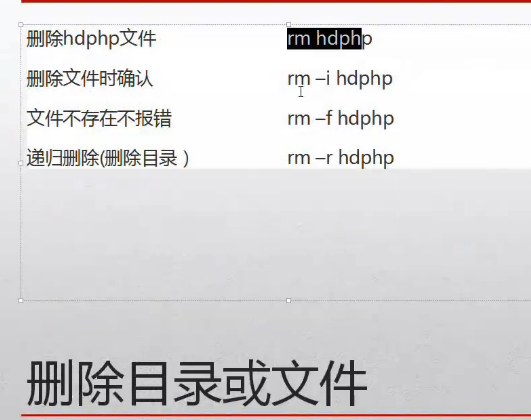 删除hdphp文件 rm hdphp
删除文件时确认 rm –i hdphp
文件不存在不报错 rm –f hdphp
递归删除(删除目录 ) rm –r hdphp
删除目录或文件